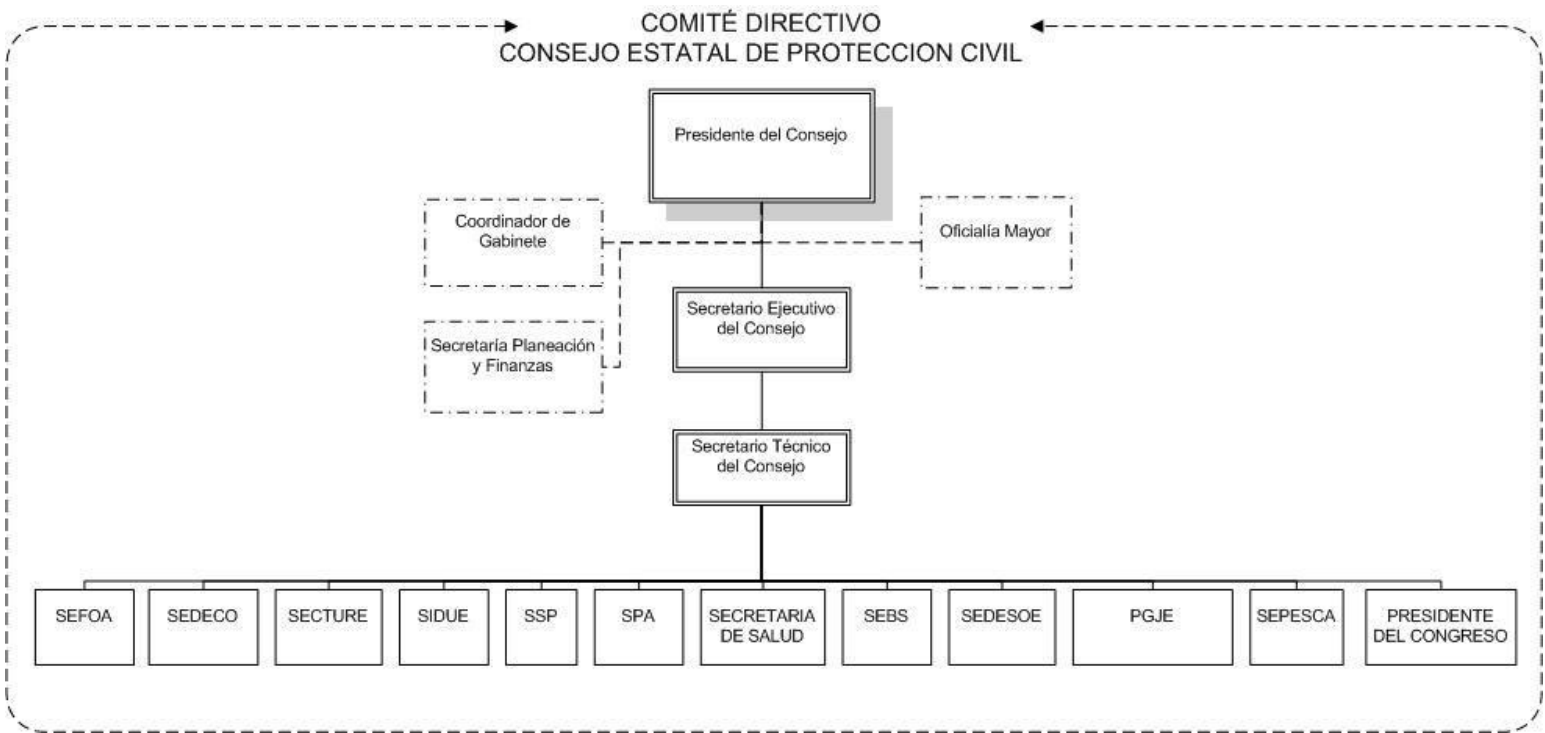 COMITÉ DIRECTIVO
CONSEJO ESTATAL DE PROTECCION CIVIL
Presidente del Consejo
Coordinador de
Gabinete
Oficialía Mayor
Secretario Ejecutivo
del Consejo
Secretaría Planeación
y Finanzas
Secretario Técnico
del Consejo
SEFOA
SEDECO
SECTURE
SIDUE
SSP
SPA
SECRETARIA
DE SALUD
SEBS
SEDESOE
PGJE
SEPESCA
PRESIDENTE
DEL CONGRESO